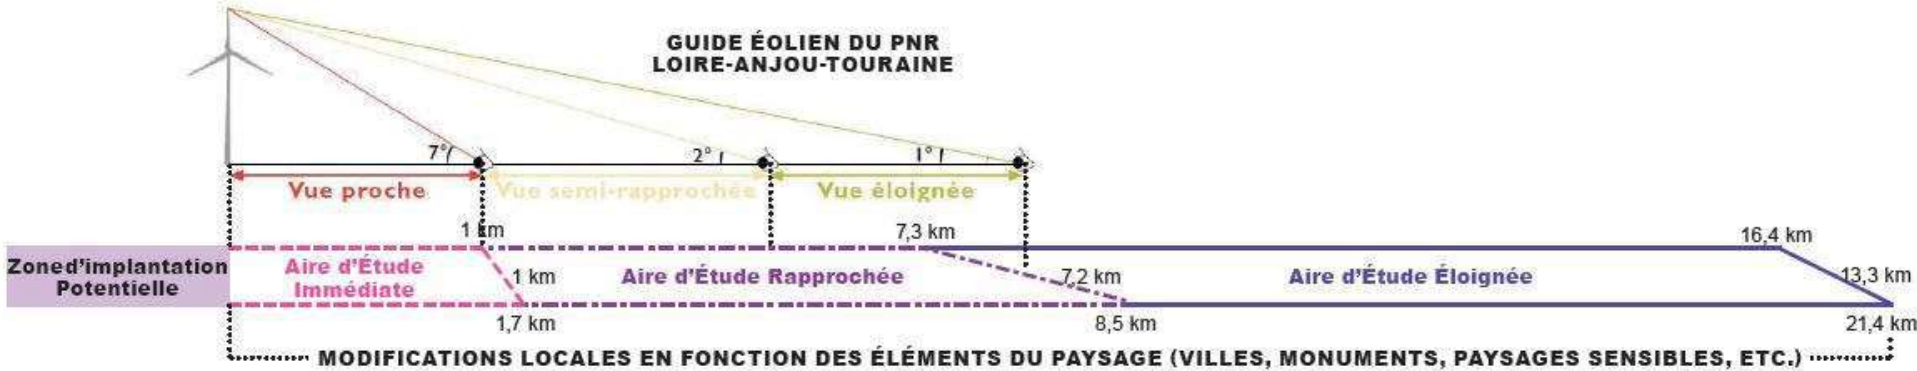 GUIDE ÉOLIEN DU PNR
LOIRE-ANJOU-TOURAINE
7°
2°
1°
Vue proche
Vue semi-rapprochée
Vue éloignée
1 km
7,3 km
16,4 km
Zone d'implantation
Potentielle
Aire d'Étude
Immédiate
1 km
Aire d'Étude Rapprochée
7,2 km
Aire d'Étude Éloignée
13,3 km
1,7 km
8,5 km
21,4 km
MODIFICATIONS LOCALES EN FONCTION DES ÉLÉMENTS DU PAYSAGE (VILLES, MONUMENTS, PAYSAGES SENSIBLES, ETC.)